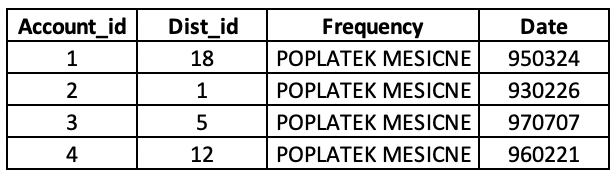 Account_id Dist_id Frequency Date
1 18 POPLATEK MESICNE 950324
2 1 POPLATEK MESICNE 930226
3 5 POPLATEK MESICNE 970707
4 12 POPLATEK MESICNE 960221